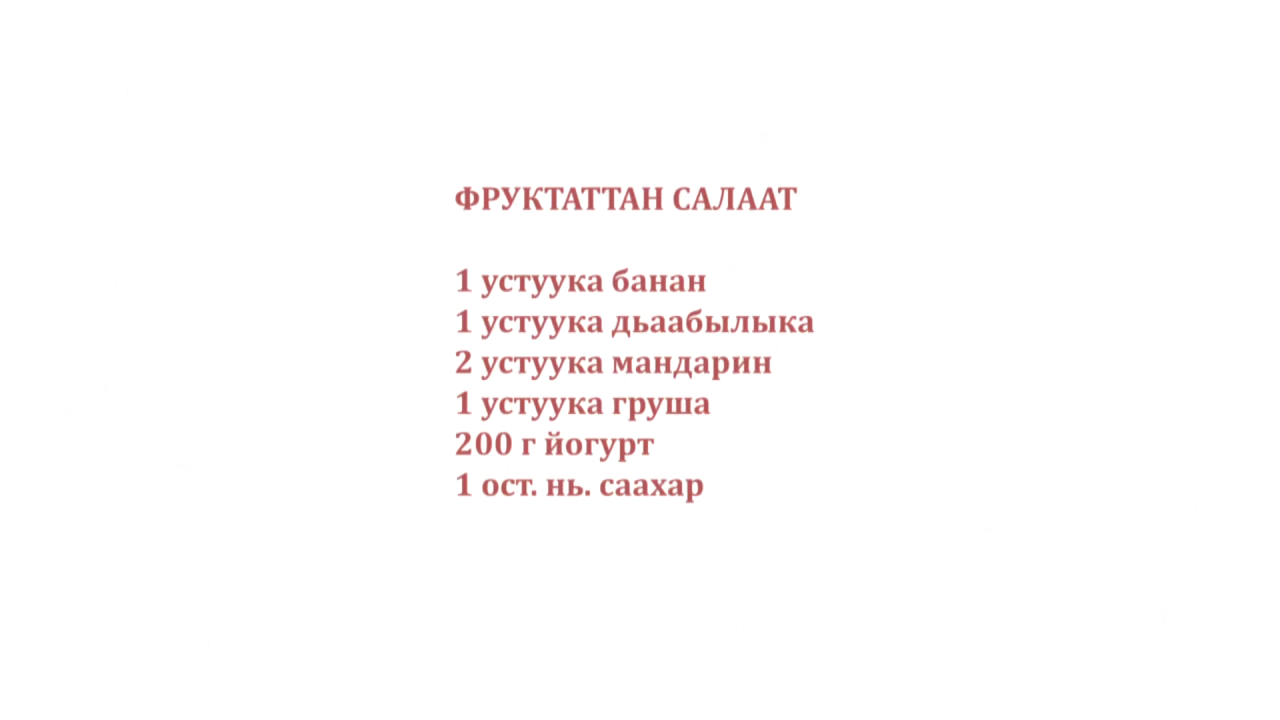 ФРУКТАТТАН САЛААТ
1 устуука банан
1 устуука дьаабылыка
2 устуука мандарин
1 устуука груша
200 г йогурт
1 ост. нь. саахар